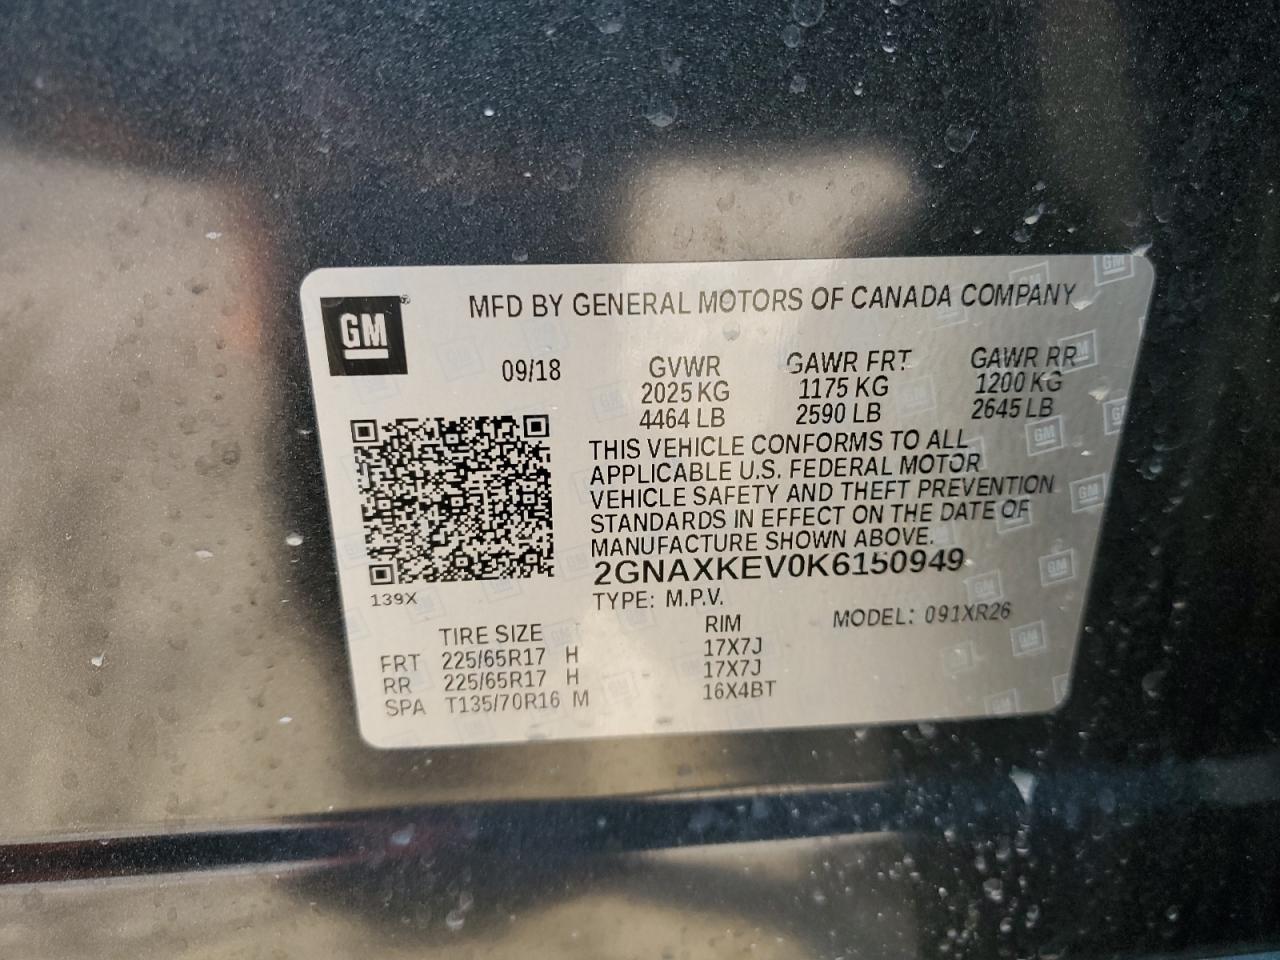 GM
MFD BY GENERAL MOTORS OF CANADA COMPANY
09/18 GVWR GAWR FRT GAWR RR
2025 KG 1175 KG 1200 KG
4464 LB 2590 LB 2645 LB
THIS VEHICLE CONFORMS TO ALL
APPLICABLE U.S. FEDERAL MOTOR
VEHICLE SAFETY AND THEFT PREVENTION
STANDARDS IN EFFECT ON THE DATE OF
MANUFACTURE SHOWN ABOVE.
2GNAXKEV0K6150949
139X
TYPE: M.P.V. MODEL: 091XR26
TIRE SIZE RIM
FRT 225/65R17 H 17X7J
RR 225/65R17 H 17X7J
SPA T135/70R16 M 16X4BT